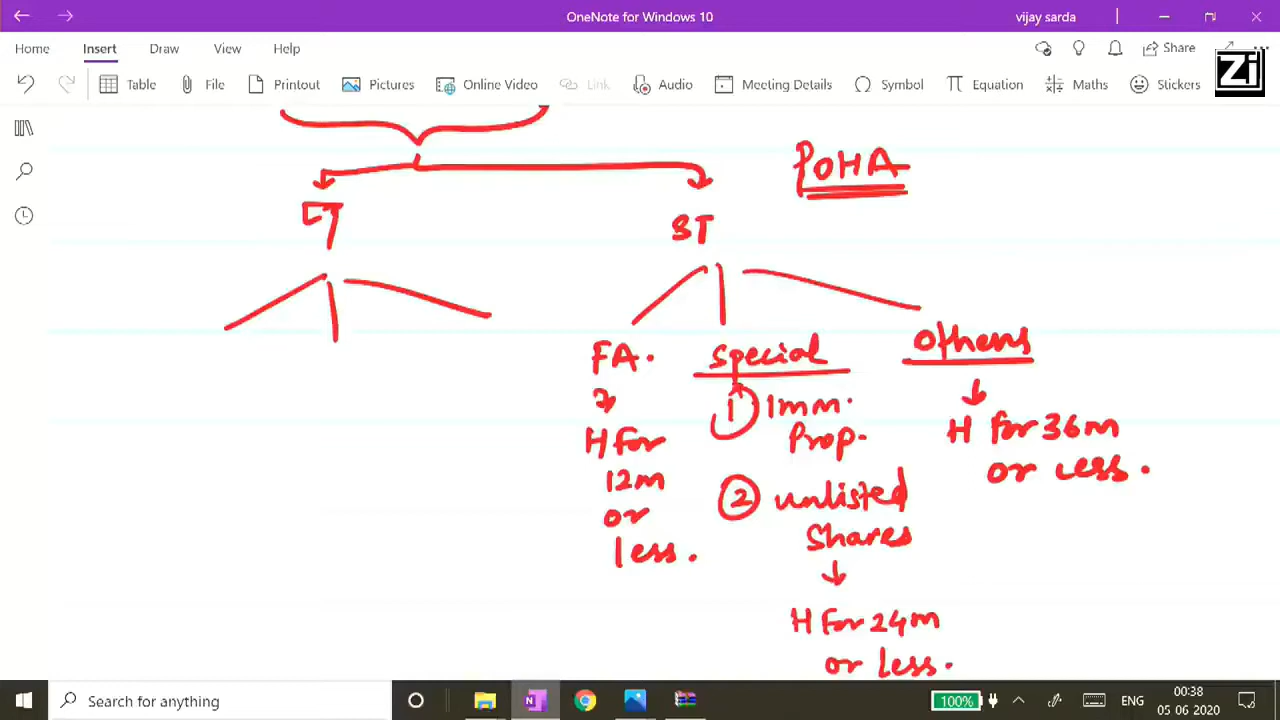 OneNote for Windows 10
vijay sarda
Home
Insert
Draw
View
Help
Share
Zi
Table
File
Printout
Pictures
Online Video
Link
Audio
Meeting Details
Symbol
Equation
Maths
Stickers
POHA
LT
ST
FA.
H for
12m
or
less.
Special
① Imm.
Prop.
② unlisted
Shares
H for 24m
or less.
Others
H for 36m
or less.
Search for anything
100%
ENG
00:38
05-06-2020